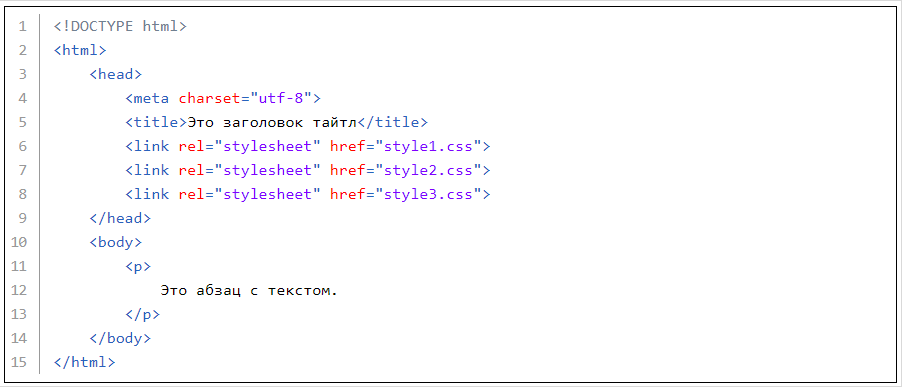 1 <!DOCTYPE html>
2 <html>
3 <head>
4 <meta charset="utf-8">
5 <title>Это заголовок тайтл</title>
6 <link rel="stylesheet" href="style1.css">
7 <link rel="stylesheet" href="style2.css">
8 <link rel="stylesheet" href="style3.css">
9 </head>
10 <body>
11 <p>
12 Это абзац с текстом.
13 </p>
14 </body>
15 </html>